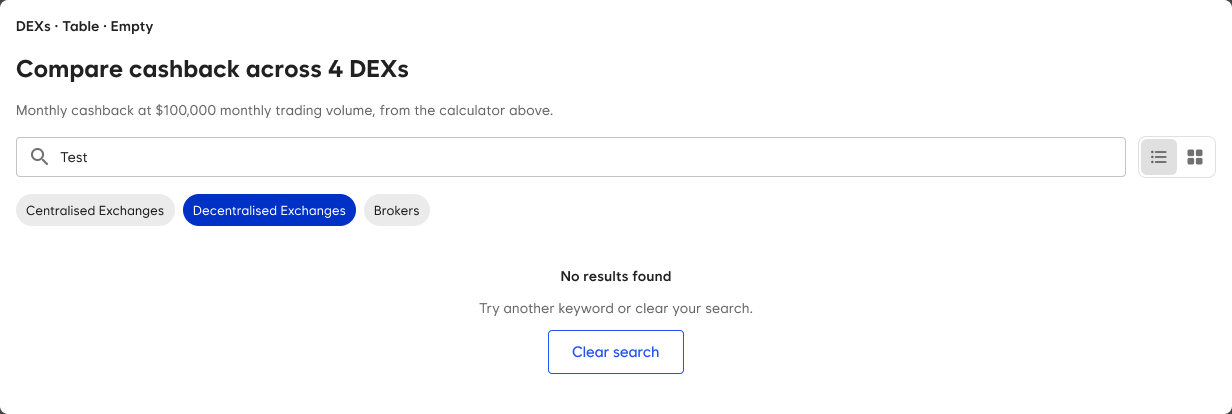 DEXs · Table · Empty
Compare cashback across 4 DEXs
Monthly cashback at $100,000 monthly trading volume, from the calculator above.
Test
Centralised Exchanges Decentralised Exchanges Brokers
No results found
Try another keyword or clear your search.
Clear search